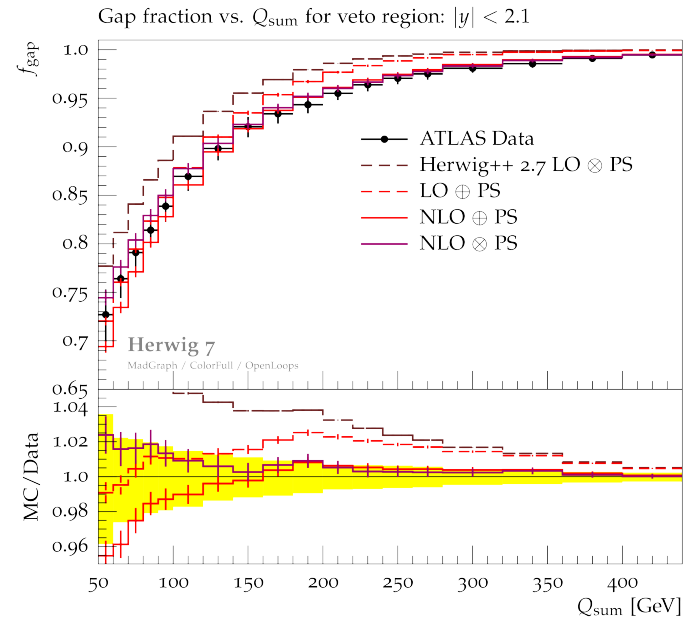 Gap fraction vs. Qsum for veto region: |y| < 2.1
fgap
1.0
0.95
0.9
0.85
0.8
0.75
0.7
0.65
ATLAS Data
Herwig++ 2.7 LO ⊗ PS
LO ⊕ PS
NLO ⊕ PS
NLO ⊗ PS
Herwig 7
MadGraph / ColorFull / OpenLoops
MC/Data
1.04
1.02
1.0
0.98
0.96
50 100 150 200 250 300 350 400
Qsum [GeV]